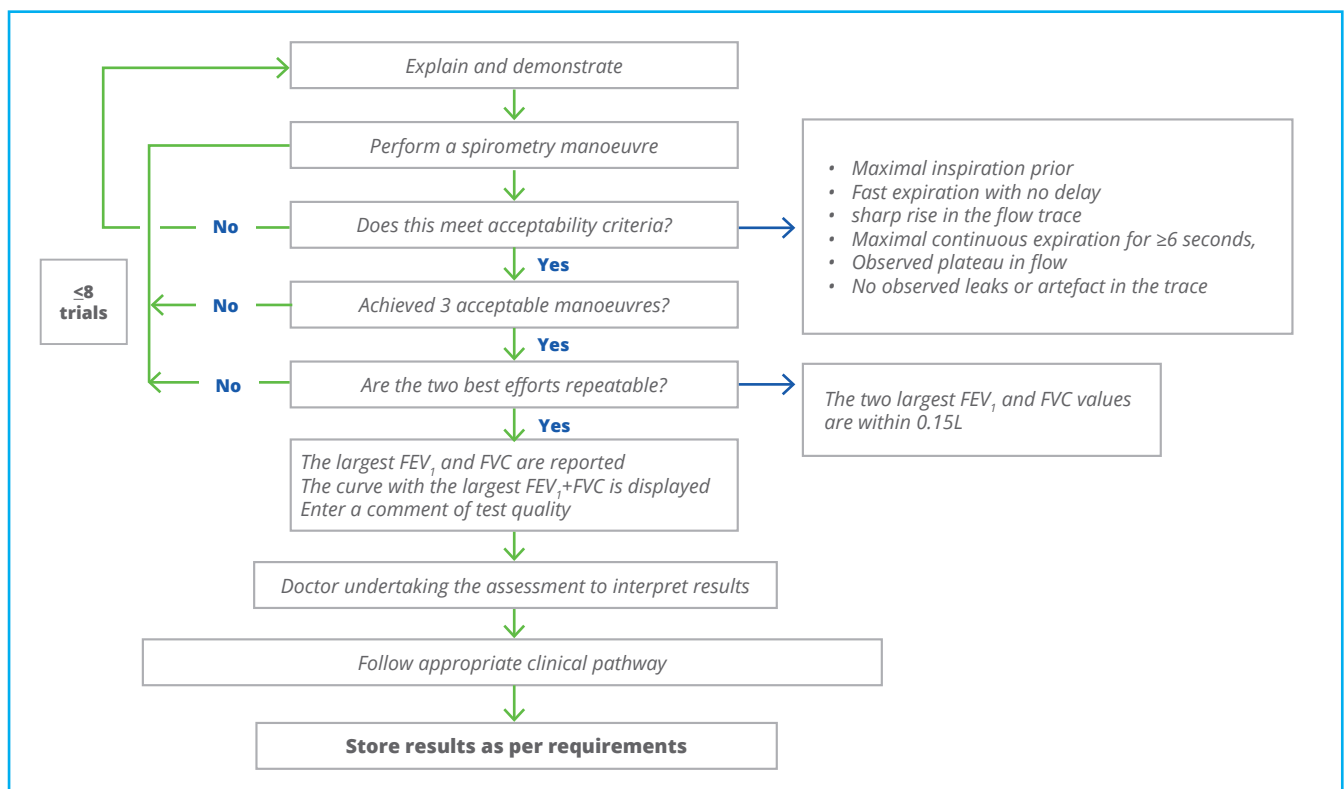 Explain and demonstrate
Perform a spirometry manoeuvre
Does this meet acceptability criteria?
No
Yes
• Maximal inspiration prior
• Fast expiration with no delay
• sharp rise in the flow trace
• Maximal continuous expiration for ≥6 seconds,
• Observed plateau in flow
• No observed leaks or artefact in the trace
≤8
trials
Achieved 3 acceptable manoeuvres?
No
Yes
Are the two best efforts repeatable?
No
Yes
The two largest FEV₁ and FVC values
are within 0.15L
The largest FEV₁ and FVC are reported
The curve with the largest FEV₁+FVC is displayed
Enter a comment of test quality
Doctor undertaking the assessment to interpret results
Follow appropriate clinical pathway
Store results as per requirements